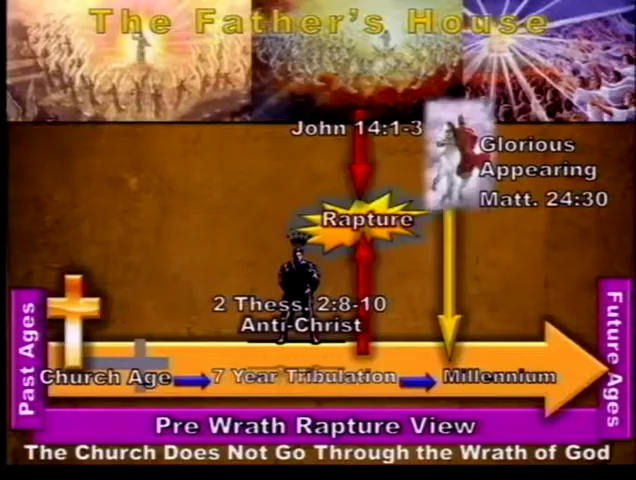 The Father's House
John 14:1-3
Glorious
Appearing
Matt. 24:30
Rapture
2 Thess. 2:8-10
Anti-Christ
Past Ages
Church Age
7 Year Tribulation
Millennium
Future Ages
Pre Wrath Rapture View
The Church Does Not Go Through the Wrath of God